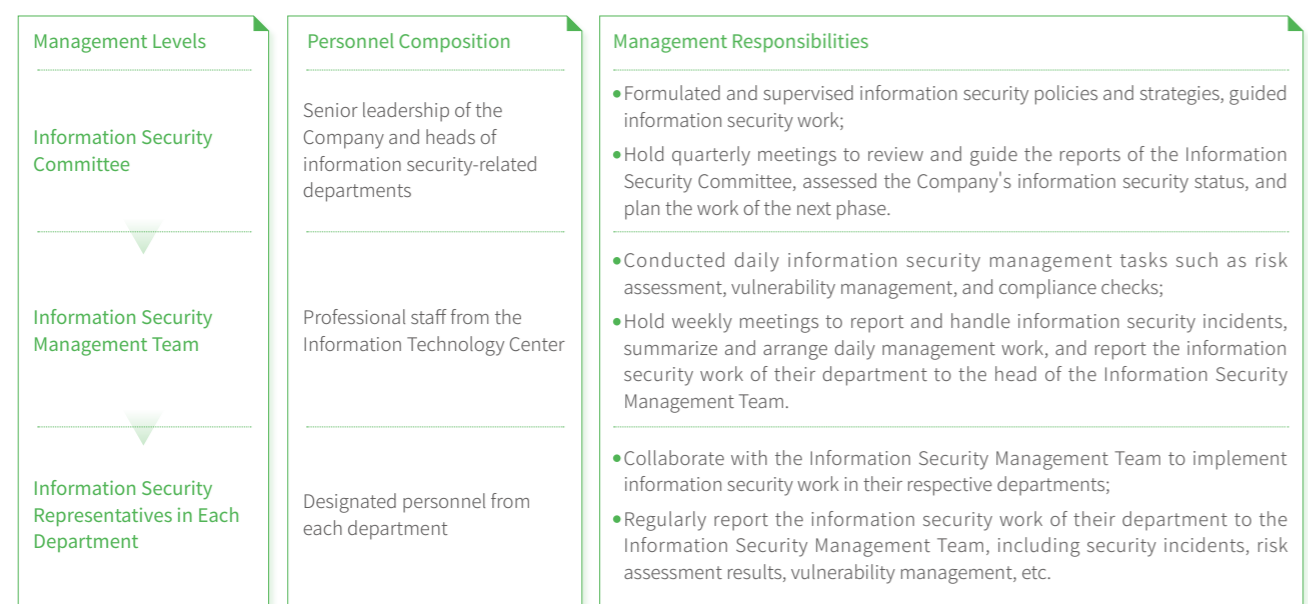 Management Levels
Personnel Composition
Management Responsibilities
Information Security
Committee
Senior leadership of the
Company and heads of
information security-related
departments
●Formulated and supervised information security policies and strategies, guided
information security work;
●Hold quarterly meetings to review and guide the reports of the Information
Security Committee, assessed the Company's information security status, and
plan the work of the next phase.
Information Security
Management Team
Professional staff from the
Information Technology Center
●Conducted daily information security management tasks such as risk
assessment, vulnerability management, and compliance checks;
●Hold weekly meetings to report and handle information security incidents,
summarize and arrange daily management work, and report the information
security work of their department to the head of the Information Security
Management Team.
Information Security
Representatives in Each
Department
Designated personnel from
each department
●Collaborate with the Information Security Management Team to implement
information security work in their respective departments;
●Regularly report the information security work of their department to the
Information Security Management Team, including security incidents, risk
assessment results, vulnerability management, etc.